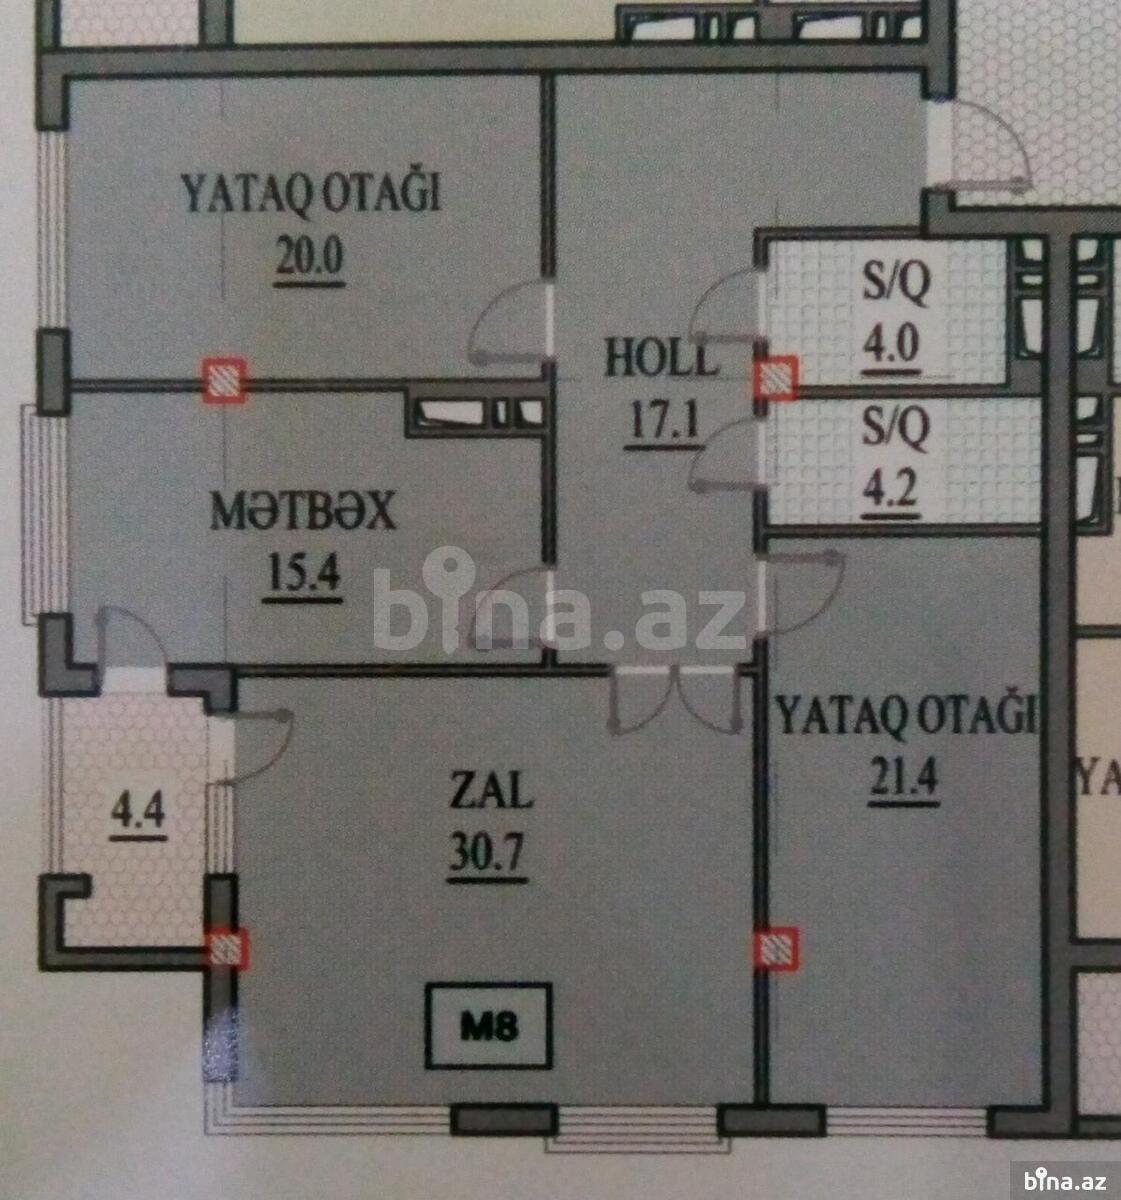 YATAQ OTAĞI
20.0
S/Q
4.0
HOLL
17.1
S/Q
4.2
MƏTBƏX
15.4
bina.az
YATAQ OTAĞI
21.4
YA
4.4
ZAL
30.7
M8
bina.az